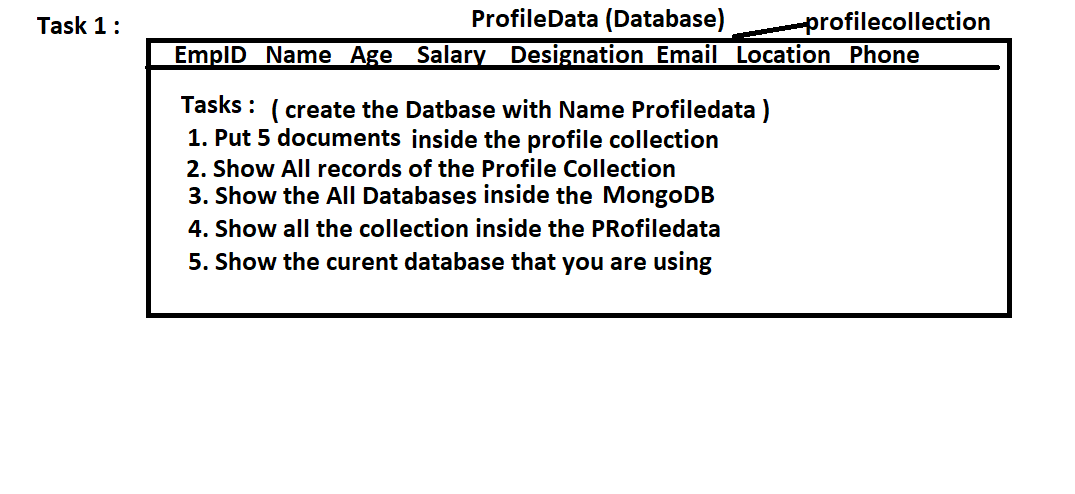 Task 1 :
ProfileData (Database)
profilecollection
EmpID Name Age Salary Designation Email Location Phone
Tasks : ( create the Datbase with Name Profiledata )
1. Put 5 documents inside the profile collection
2. Show All records of the Profile Collection
3. Show the All Databases inside the MongoDB
4. Show all the collection inside the PRofiledata
5. Show the curent database that you are using